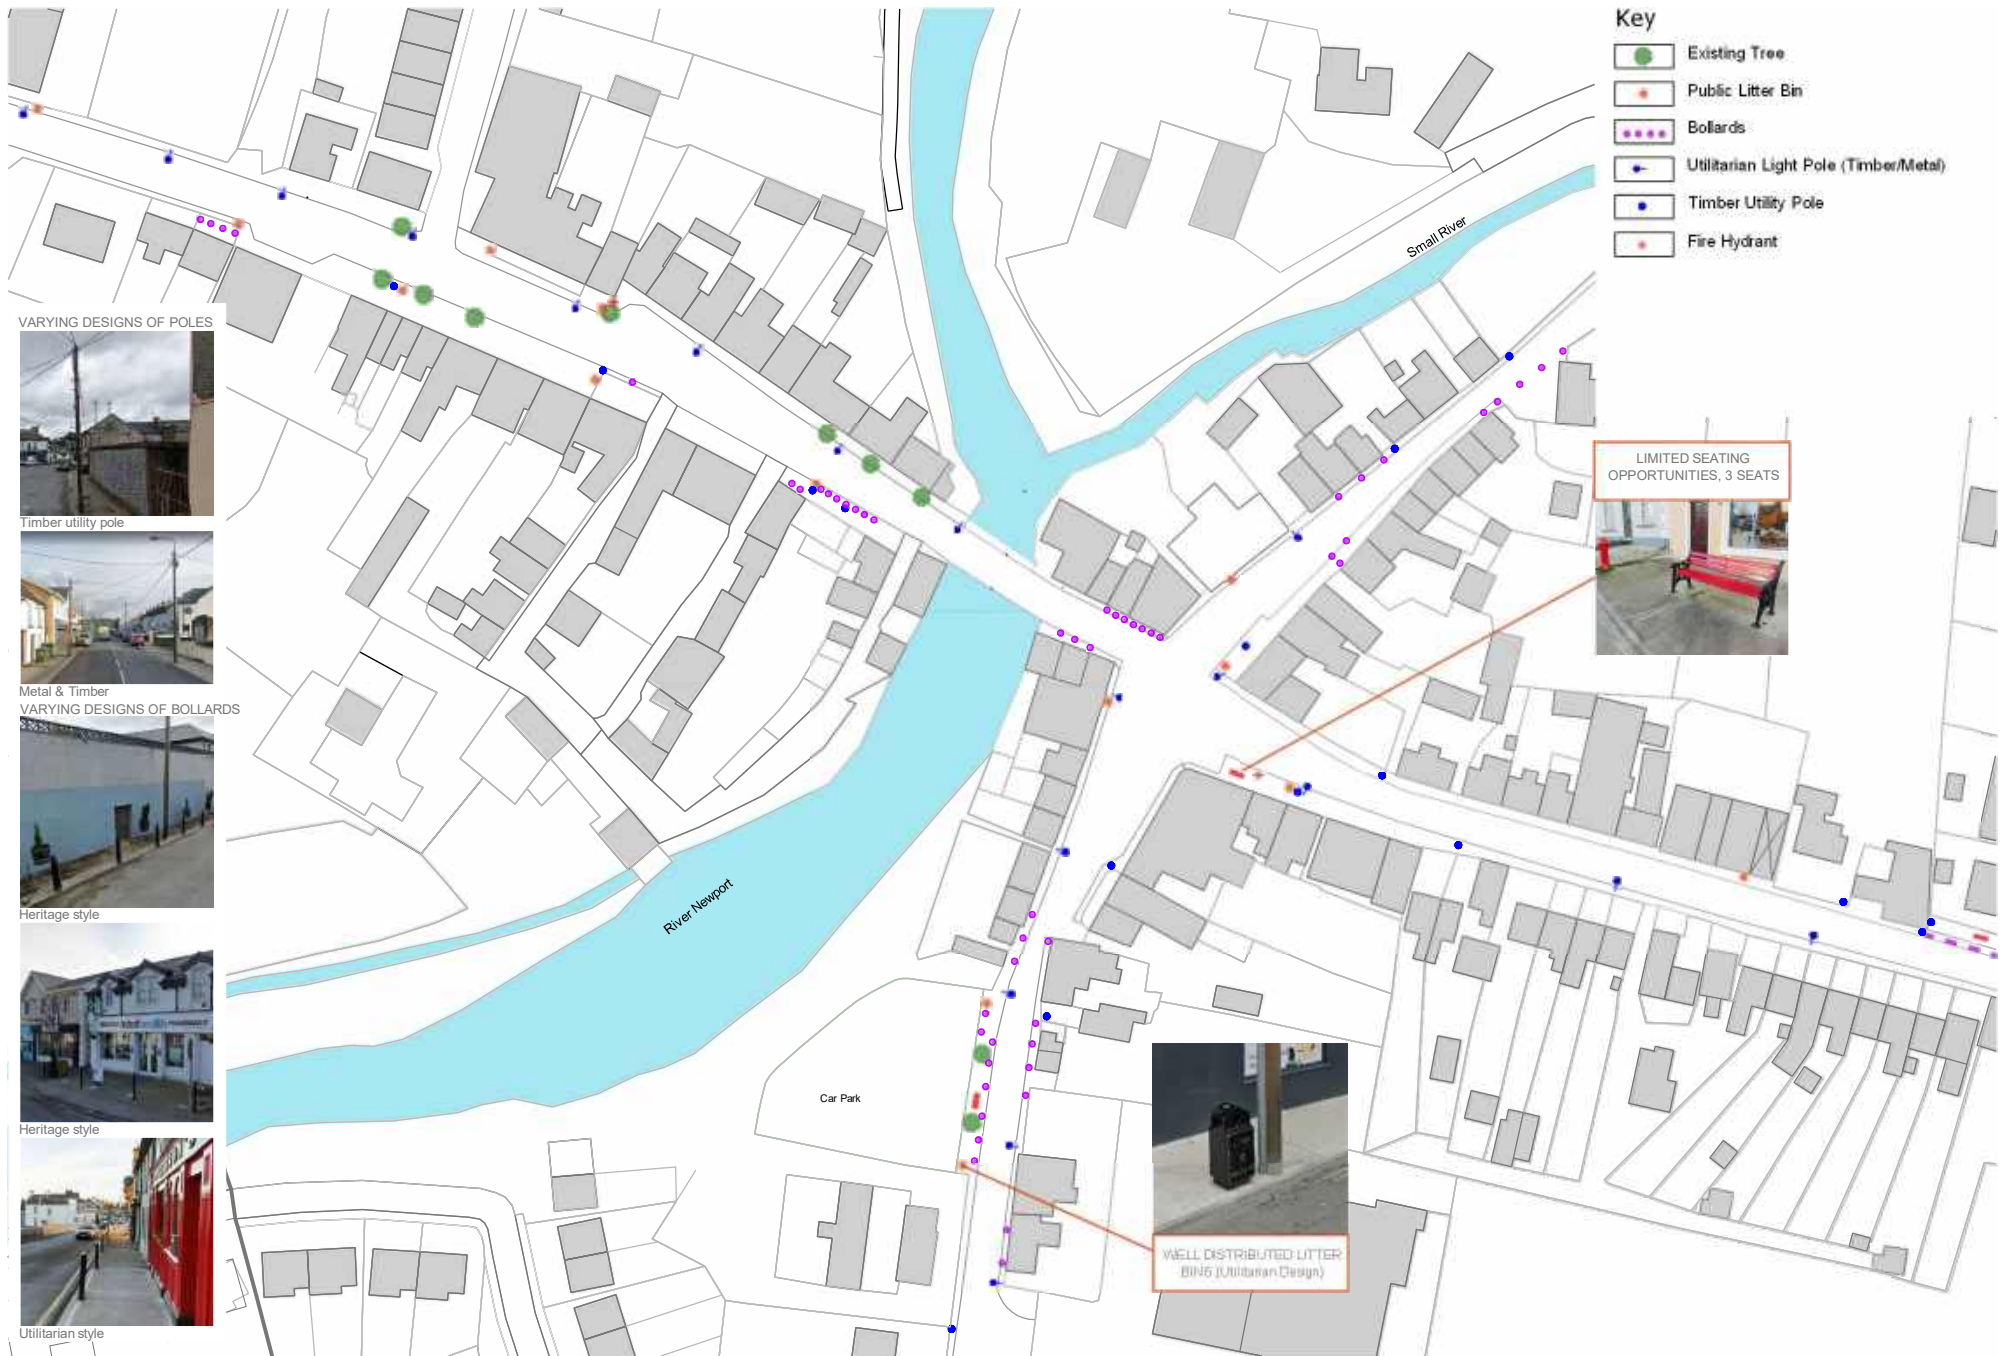 Key
Existing Tree
Public Litter Bin
Bollards
Utilitarian Light Pole (Timber/Metal)
Timber Utility Pole
Fire Hydrant
Small River
VARYING DESIGNS OF POLES
Timber utility pole
Metal & Timber
VARYING DESIGNS OF BOLLARDS
Heritage style
Heritage style
Utilitarian style
LIMITED SEATING
OPPORTUNITIES, 3 SEATS
River Newport
Car Park
WELL DISTRIBUTED LITTER
BINS (Utilitarian Design)